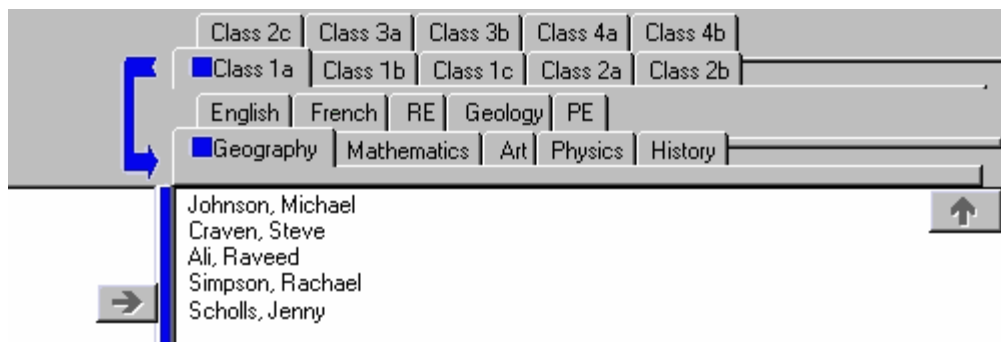 Class 2c Class 3a Class 3b Class 4a Class 4b
Class 1a Class 1b Class 1c Class 2a Class 2b
English French RE Geology PE
Geography Mathematics Art Physics History
Johnson, Michael
Craven, Steve
Ali, Raveed
Simpson, Rachael
Scholls, Jenny